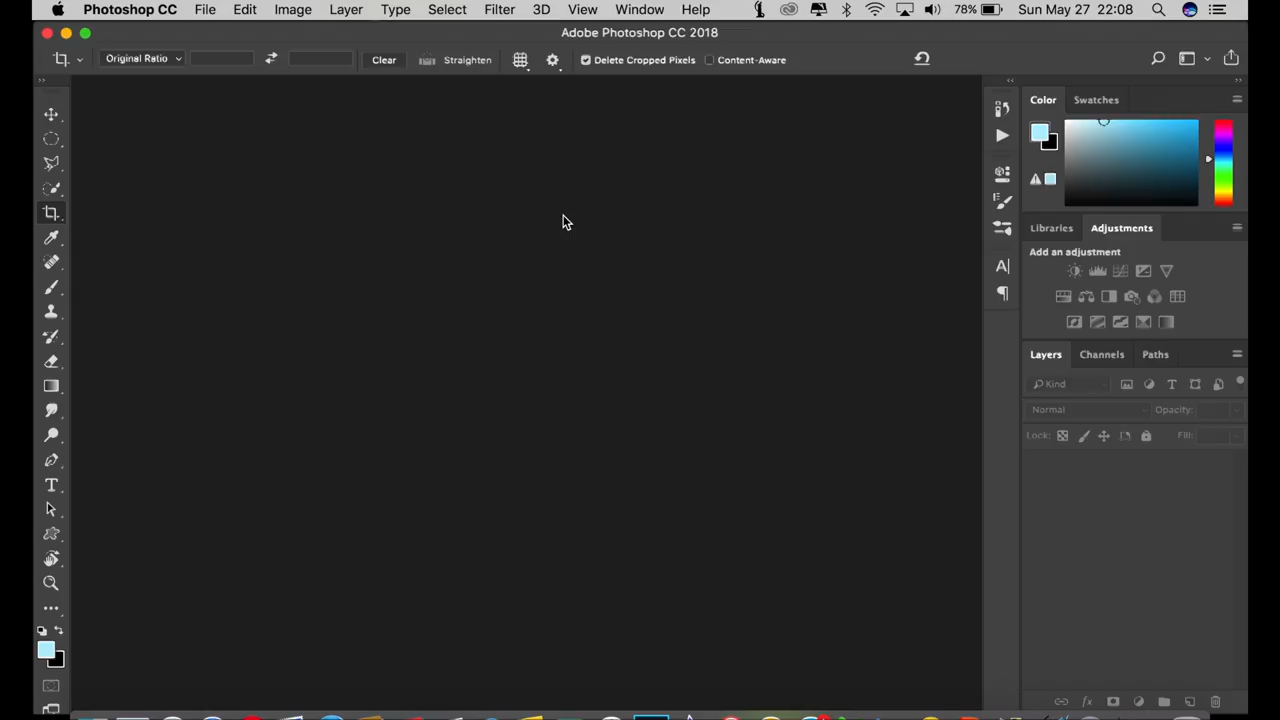 Photoshop CC File Edit Image Layer Type Select Filter 3D View Window Help 78% Sun May 27 22:08
Adobe Photoshop CC 2018
Original Ratio Clear Straighten Delete Cropped Pixels Content-Aware
Color Swatches
Libraries Adjustments
Add an adjustment
Layers Channels Paths
Kind
Normal Opacity:
Lock: Fill: